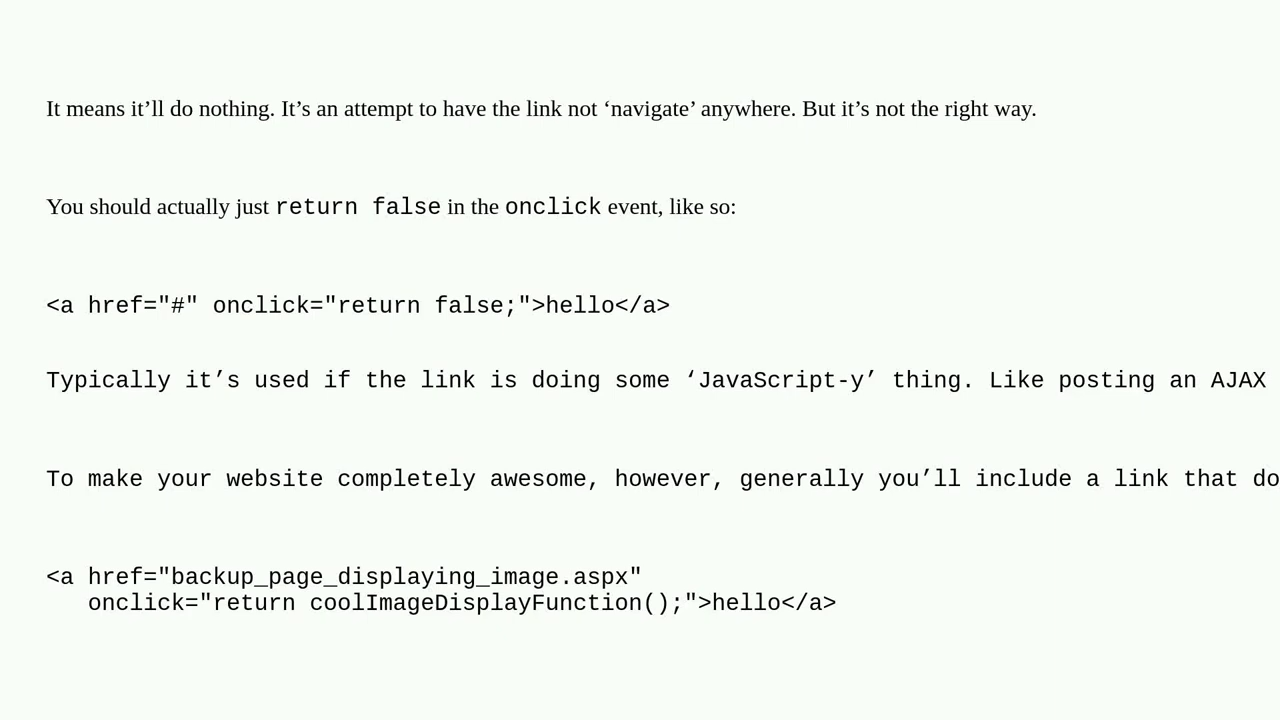 It means it’ll do nothing. It’s an attempt to have the link not ‘navigate’ anywhere. But it’s not the right way.
You should actually just return false in the onclick event, like so:
<a href="#" onclick="return false;">hello</a>
Typically it’s used if the link is doing some ‘JavaScript-y’ thing. Like posting an AJAX
To make your website completely awesome, however, generally you’ll include a link that do
<a href="backup_page_displaying_image.aspx"
   onclick="return coolImageDisplayFunction();">hello</a>